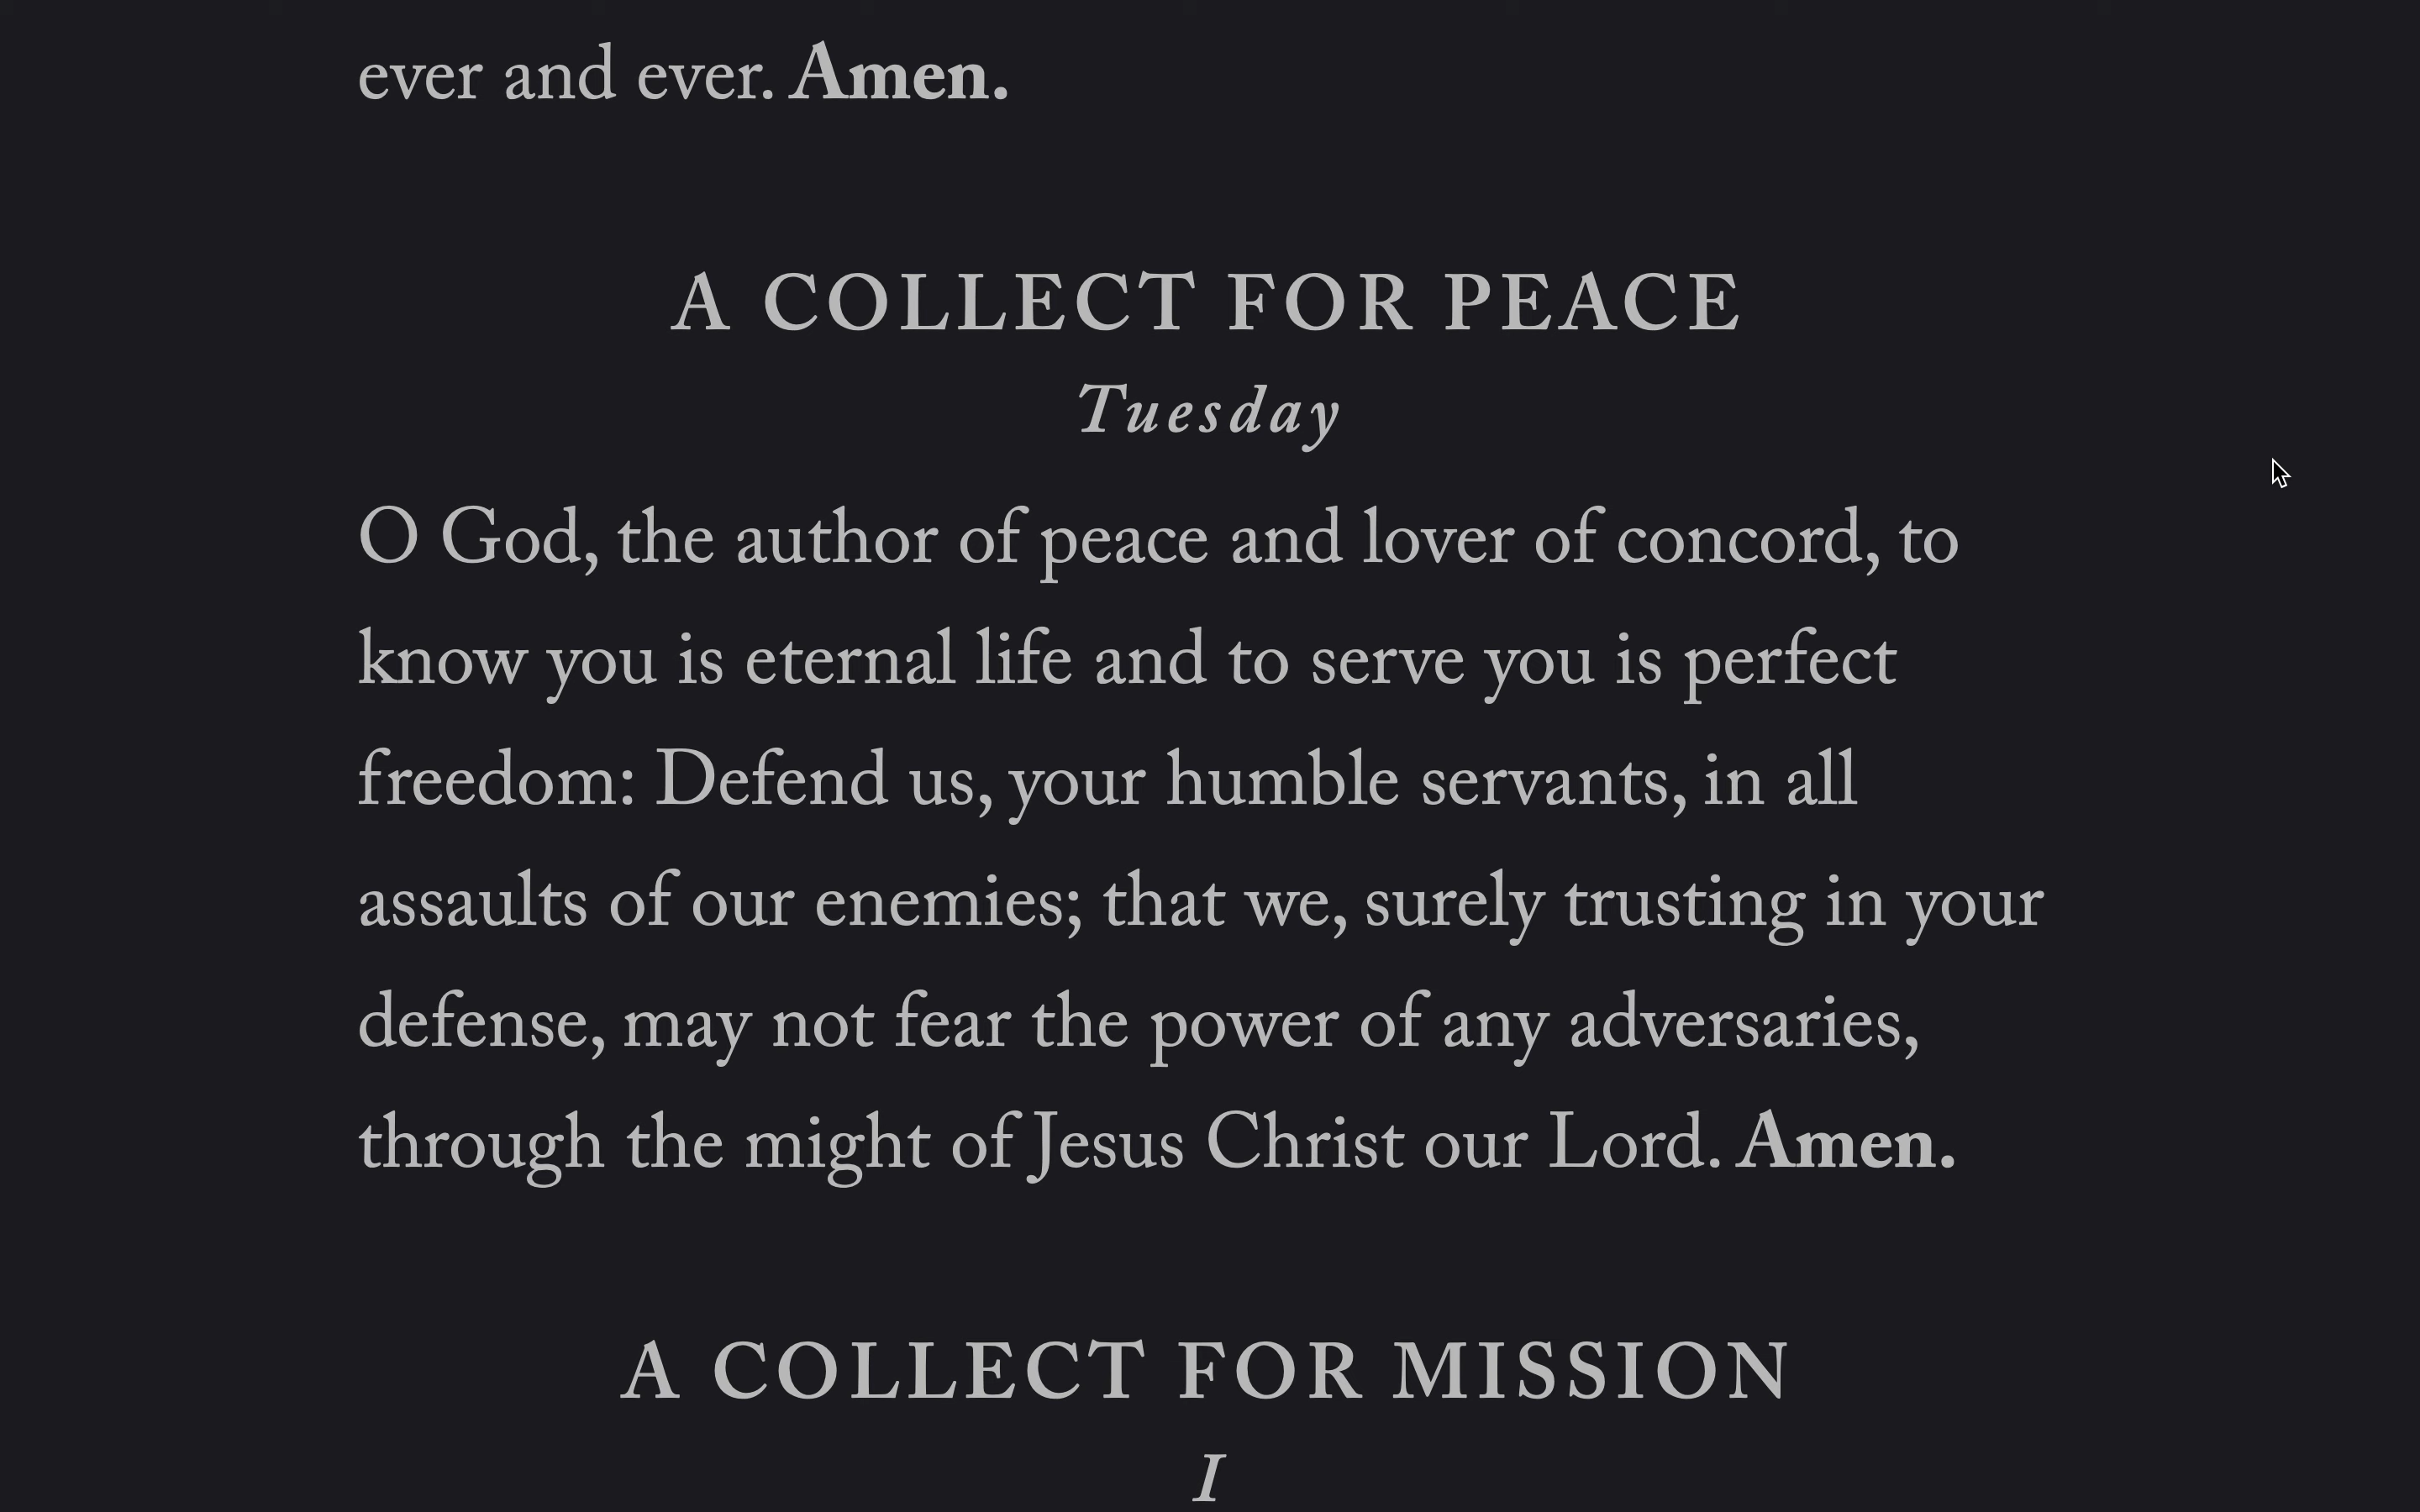 ever and ever. Amen.
A COLLECT FOR PEACE
Tuesday
O God, the author of peace and lover of concord, to
know you is eternal life and to serve you is perfect
freedom: Defend us, your humble servants, in all
assaults of our enemies; that we, surely trusting in your
defense, may not fear the power of any adversaries,
through the might of Jesus Christ our Lord. Amen.
A COLLECT FOR MISSION
I